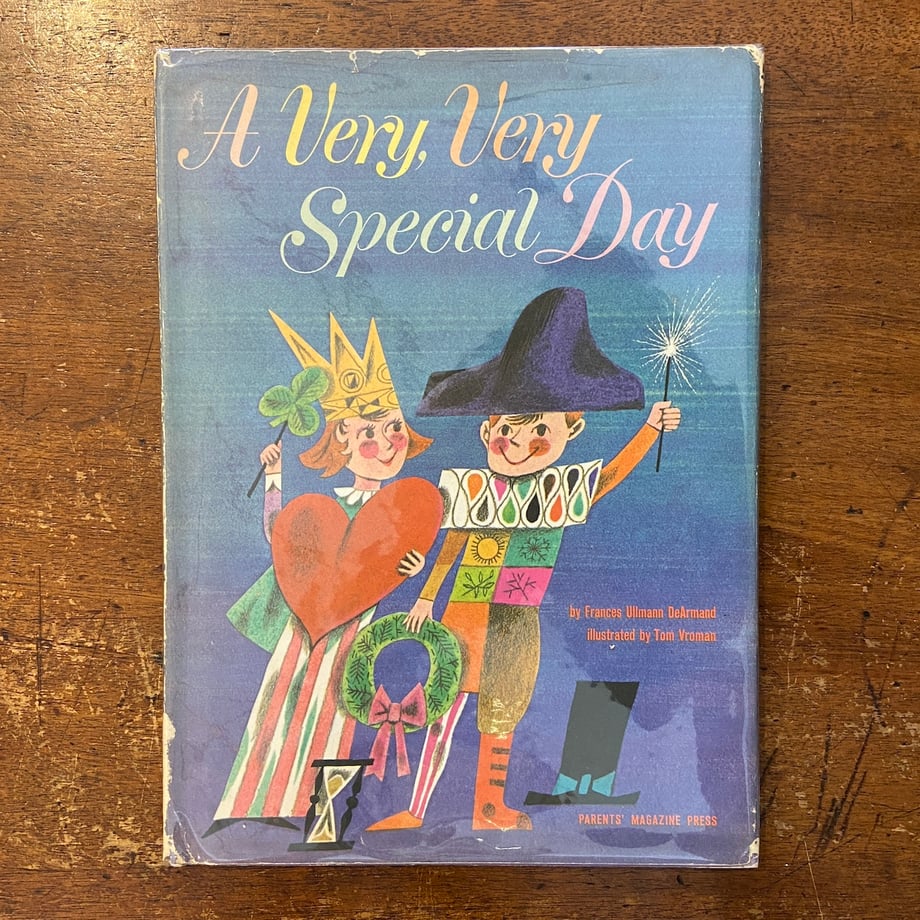 A Very, Very
Special Day
by Frances Ullmann DeArmand
illustrated by Tom Vroman
PARENTS' MAGAZINE PRESS